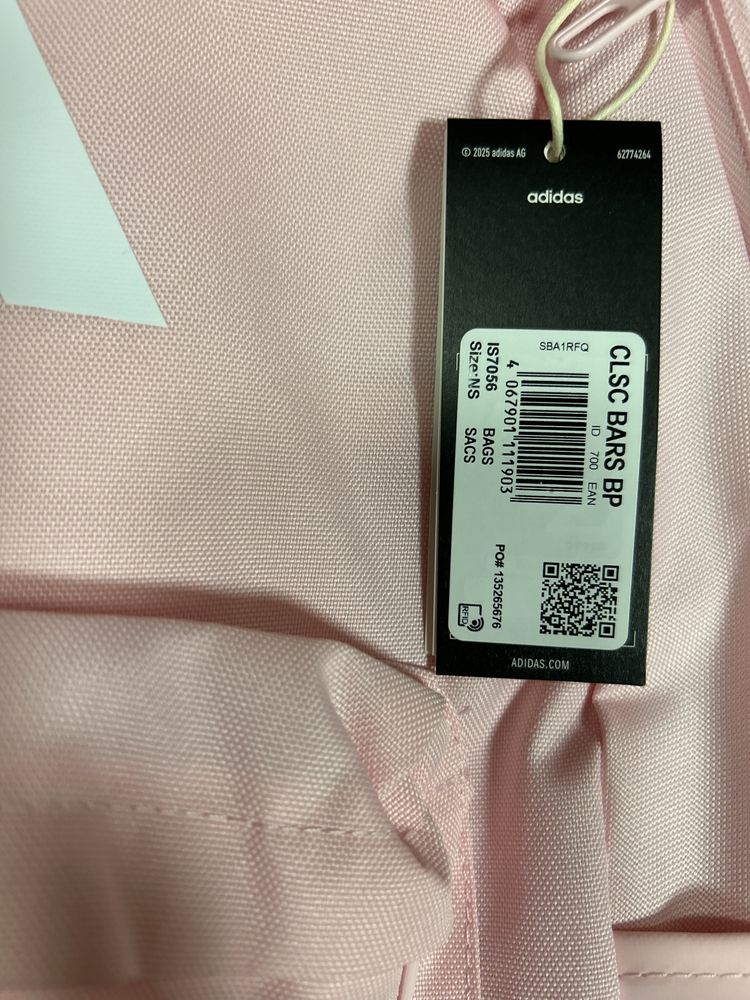 © 2025 adidas AG
62774264
adidas
CLSC BARS BP
ID 700 EAN
SBA1RFQ
4 067901 111903
IS7056 BAGS
Size:NS SACS
PO# 135265676
RFID
ADIDAS.COM